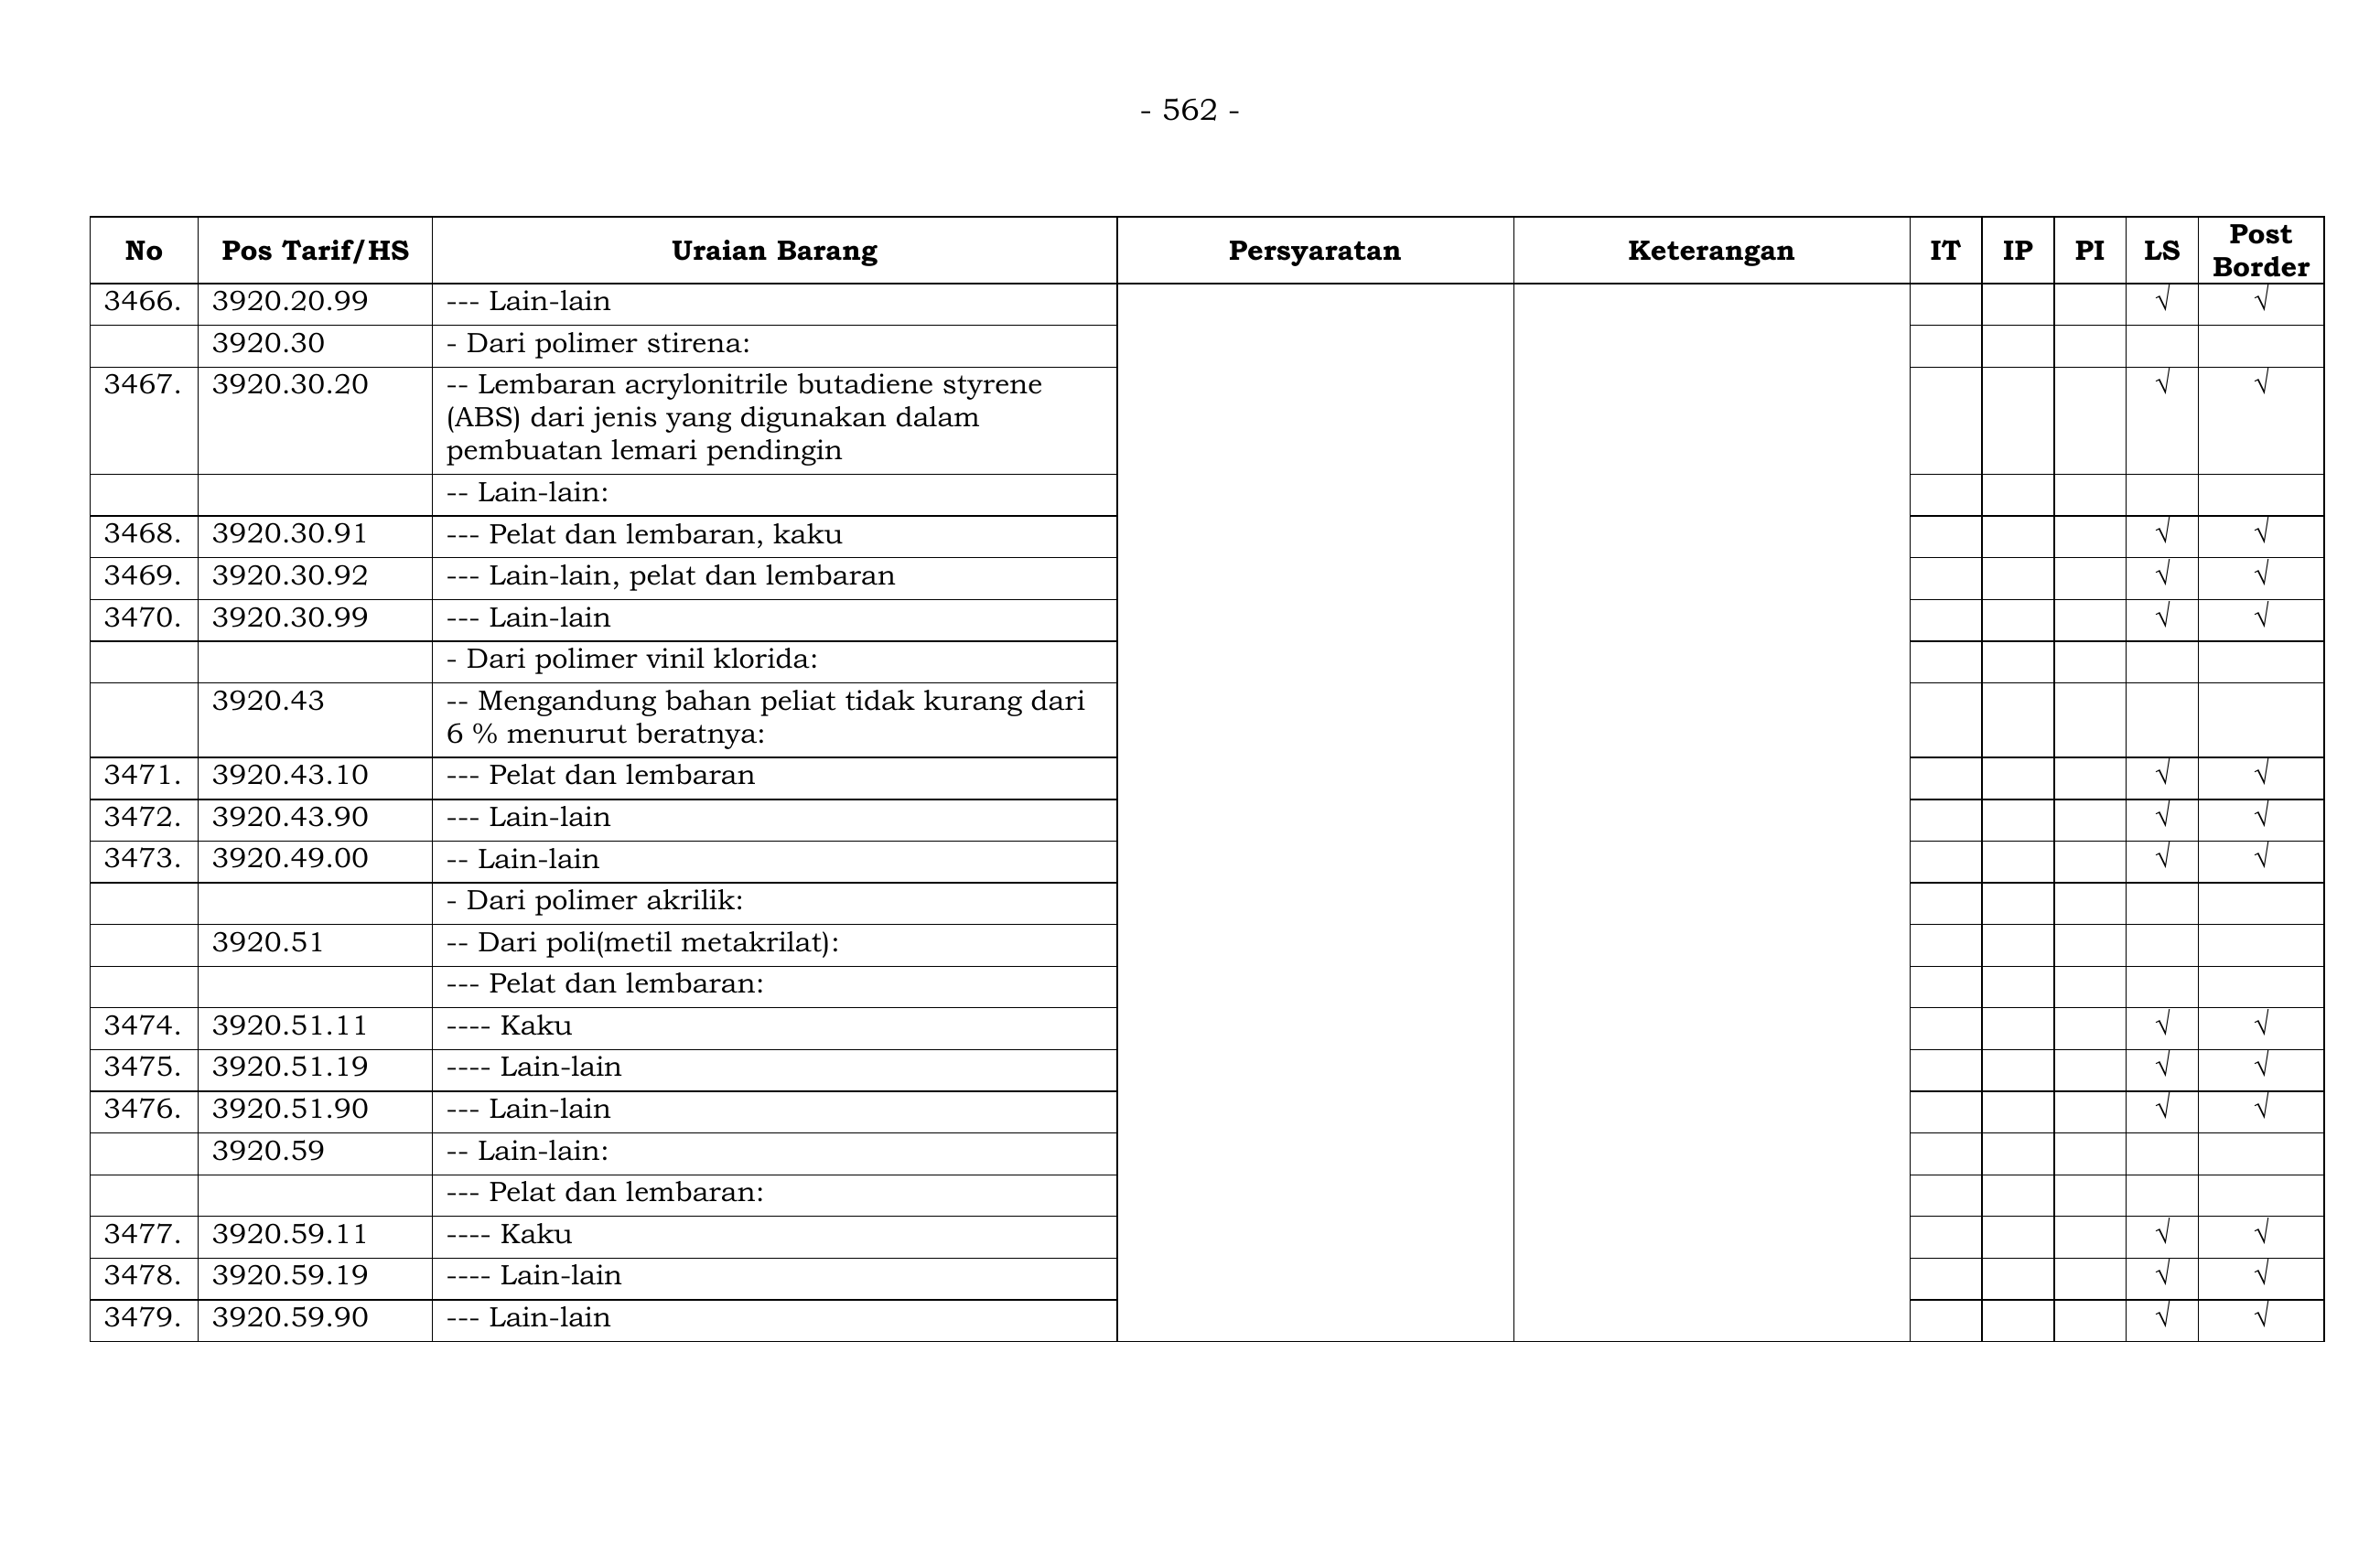 - 562 -
No Pos Tarif/HS Uraian Barang Persyaratan Keterangan IT IP PI LS Post Border
3466. 3920.20.99 --- Lain-lain √ √
3920.30 - Dari polimer stirena:
3467. 3920.30.20 -- Lembaran acrylonitrile butadiene styrene √ √
(ABS) dari jenis yang digunakan dalam
pembuatan lemari pendingin
-- Lain-lain:
3468. 3920.30.91 --- Pelat dan lembaran, kaku √ √
3469. 3920.30.92 --- Lain-lain, pelat dan lembaran √ √
3470. 3920.30.99 --- Lain-lain √ √
- Dari polimer vinil klorida:
3920.43 -- Mengandung bahan peliat tidak kurang dari
6 % menurut beratnya:
3471. 3920.43.10 --- Pelat dan lembaran √ √
3472. 3920.43.90 --- Lain-lain √ √
3473. 3920.49.00 -- Lain-lain √ √
- Dari polimer akrilik:
3920.51 -- Dari poli(metil metakrilat):
--- Pelat dan lembaran:
3474. 3920.51.11 ---- Kaku √ √
3475. 3920.51.19 ---- Lain-lain √ √
3476. 3920.51.90 --- Lain-lain √ √
3920.59 -- Lain-lain:
--- Pelat dan lembaran:
3477. 3920.59.11 ---- Kaku √ √
3478. 3920.59.19 ---- Lain-lain √ √
3479. 3920.59.90 --- Lain-lain √ √